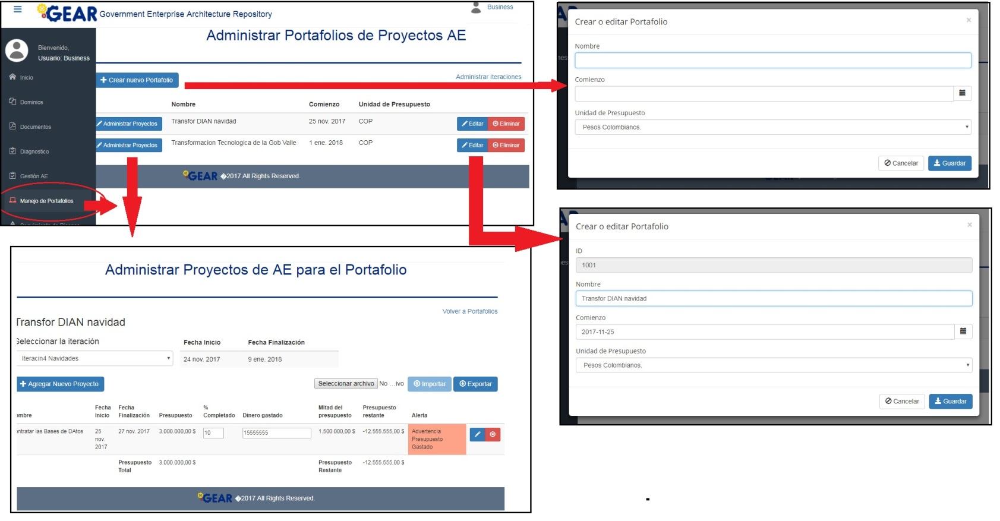 GEAR Government Enterprise Architecture Repository
Business
Administrar Portafolios de Proyectos AE
Bienvenido,
Usuario: Business
Inicio
Dominios
Documentos
Diagnostico
Gestión AE
Manejo de Portafolios
Crear nuevo Portafolio
Administrar Iteraciones
Nombre Comienzo Unidad de Presupuesto
Administrar Proyectos Transfor DIAN navidad 25 nov. 2017 COP Editar Eliminar
Administrar Proyectos Transformacion Tecnologica de la Gob Valle 1 ene. 2018 COP Editar Eliminar
GEAR �2017 All Rights Reserved.
Crear o editar Portafolio ×
Nombre
Comienzo
Unidad de Presupuesto
Pesos Colombianos.
Cancelar Guardar
Crear o editar Portafolio ×
ID
1001
Nombre
Transfor DIAN navidad
Comienzo
2017-11-25
Unidad de Presupuesto
Pesos Colombianos.
Cancelar Guardar
Administrar Proyectos de AE para el Portafolio
Volver a Portafolios
Transfor DIAN navidad
Seleccionar la iteración
Iteracin4 Navidades
Fecha Inicio Fecha Finalización
24 nov. 2017 9 ene. 2018
Agregar Nuevo Proyecto
Seleccionar archivo No ...ivo Importar Exportar
ombre Fecha Inicio Fecha Finalización Presupuesto % Completado Dinero gastado Mitad del presupuesto Presupuesto restante Alerta
ontratar las Bases de DAtos 25 nov. 2017 27 nov. 2017 3.000.000,00 $ 10 15555555 1.500.000,00 $ -12.555.555,00 $ Advertencia Presupuesto Gastado
Presupuesto Total 3.000.000,00 $ Presupuesto Restante -12.555.555,00 $
GEAR �2017 All Rights Reserved.